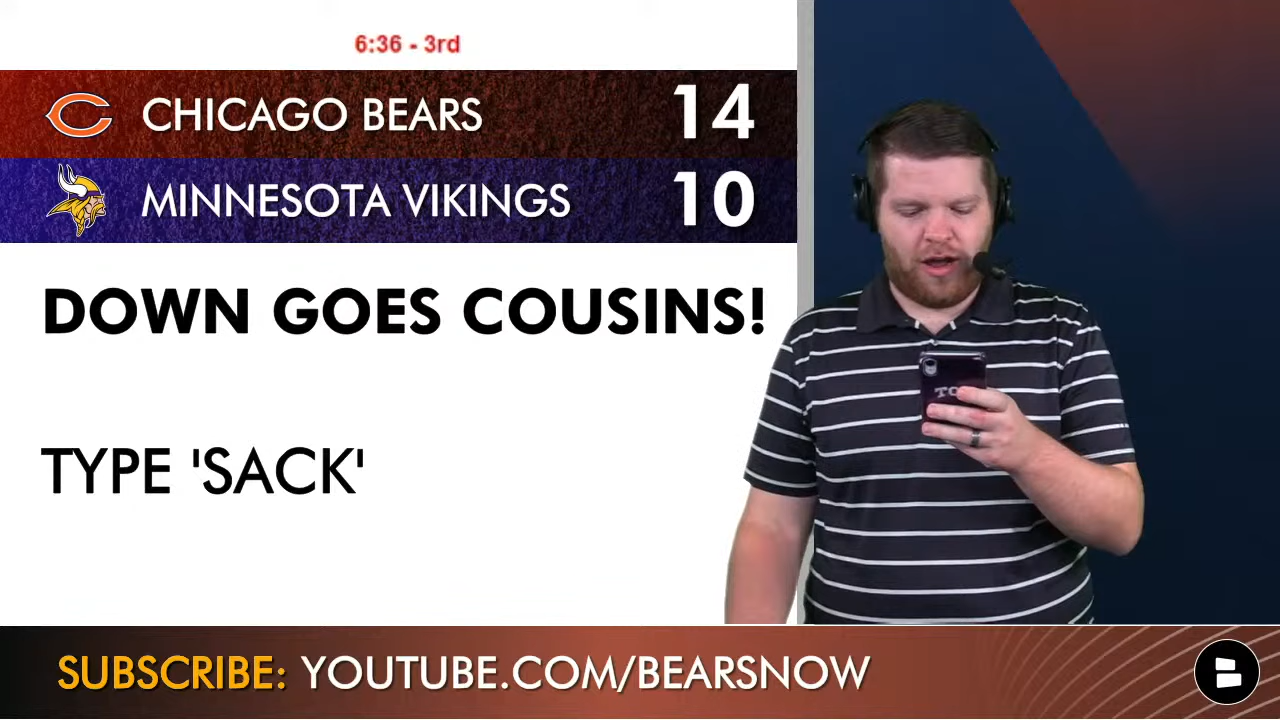 6:36 - 3rd
CHICAGO BEARS 14
MINNESOTA VIKINGS 10
DOWN GOES COUSINS!
TYPE 'SACK'
SUBSCRIBE: YOUTUBE.COM/BEARSNOW